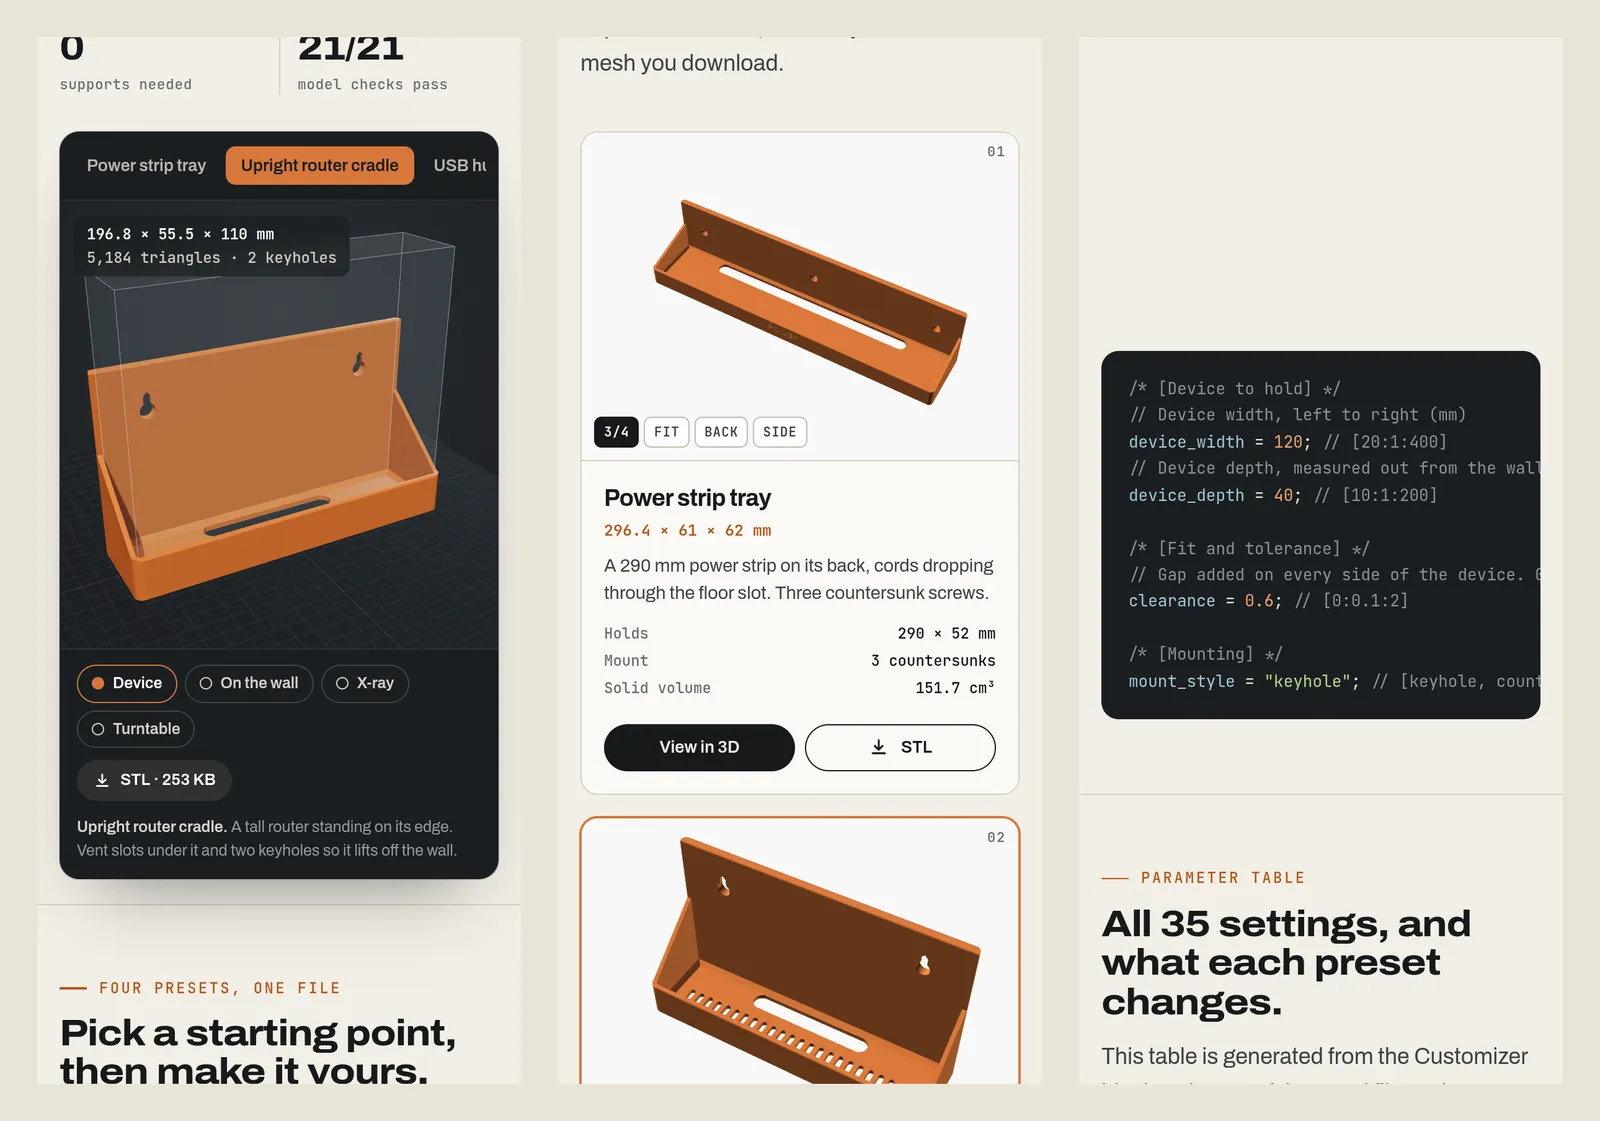 0
supports needed
21/21
model checks pass
Power strip tray
Upright router cradle
USB hu
196.8 × 55.5 × 110 mm
5,184 triangles · 2 keyholes
Device
On the wall
X-ray
Turntable
STL · 253 KB
Upright router cradle. A tall router standing on its edge.
Vent slots under it and two keyholes so it lifts off the wall.
FOUR PRESETS, ONE FILE
Pick a starting point,
then make it yours.
mesh you download.
01
3/4
FIT
BACK
SIDE
Power strip tray
296.4 × 61 × 62 mm
A 290 mm power strip on its back, cords dropping
through the floor slot. Three countersunk screws.
Holds 290 × 52 mm
Mount 3 countersunks
Solid volume 151.7 cm³
View in 3D
STL
02
/* [Device to hold] */
// Device width, left to right (mm)
device_width = 120; // [20:1:400]
// Device depth, measured out from the wall
device_depth = 40; // [10:1:200]
/* [Fit and tolerance] */
// Gap added on every side of the device.
clearance = 0.6; // [0:0.1:2]
/* [Mounting] */
mount_style = "keyhole"; // [keyhole, count
PARAMETER TABLE
All 35 settings, and
what each preset
changes.
This table is generated from the Customizer